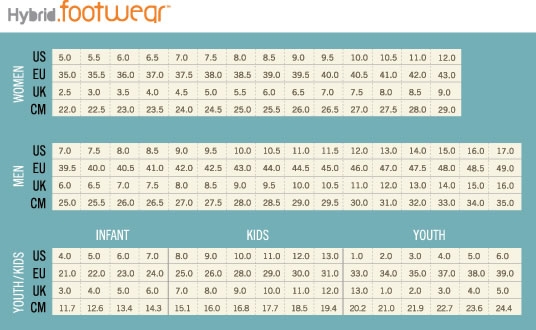 Hybrid.footwear™
WOMEN
US 5.0 5.5 6.0 6.5 7.0 7.5 8.0 8.5 9.0 9.5 10.0 10.5 11.0 12.0
EU 35.0 35.5 36.0 37.0 37.5 38.0 38.5 39.0 39.5 40.0 40.5 41.0 42.0 43.0
UK 2.5 3.0 3.5 4.0 4.5 5.0 5.5 6.0 6.5 7.0 7.5 8.0 8.5 9.0
CM 22.0 22.5 23.0 23.5 24.0 24.5 25.0 25.5 26.0 26.5 27.0 27.5 28.0 29.0
MEN
US 7.0 7.5 8.0 8.5 9.0 9.5 10.0 10.5 11.0 11.5 12.0 13.0 14.0 15.0 16.0 17.0
EU 39.5 40.0 40.5 41.0 42.0 42.5 43.0 44.0 44.5 45.0 46.0 47.0 47.5 48.0 48.5 49.0
UK 6.0 6.5 7.0 7.5 8.0 8.5 9.0 9.5 10.0 10.5 11.0 12.0 13.0 14.0 15.0 16.0
CM 25.0 25.5 26.0 26.5 27.0 27.5 28.0 28.5 29.0 29.5 30.0 31.0 32.0 33.0 34.0 35.0
INFANT KIDS YOUTH
YOUTH/KIDS
US 4.0 5.0 6.0 7.0 8.0 9.0 10.0 11.0 12.0 13.0 1.0 2.0 3.0 4.0 5.0 6.0
EU 21.0 22.0 23.0 24.0 25.0 26.0 28.0 29.0 30.0 31.0 33.0 34.0 35.0 37.0 38.0 39.0
UK 3.0 4.0 5.0 6.0 7.0 8.0 9.0 10.0 11.0 12.0 13.0 1.0 2.0 3.0 4.0 5.0
CM 11.7 12.6 13.4 14.3 15.1 16.0 16.8 17.7 18.5 19.4 20.2 21.0 21.9 22.7 23.6 24.4